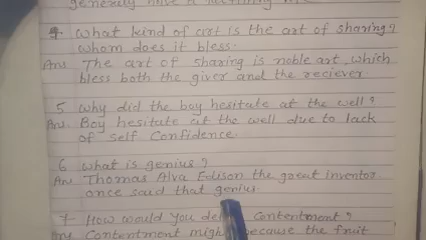 generally have a
4 What kind of art is the art of sharing?
whom does it bless.
Ans The art of sharing is noble art, which
bless both the giver and the reciever.
5 why did the boy hesitate at the well?
Ans. Boy hesitate at the well due to lack
of self Confidence.
6 what is genius?
Ans Thomas Alva Edison the great inventor
once said that genius
7 How would you Contentment?
Ans Contentment because the fruit